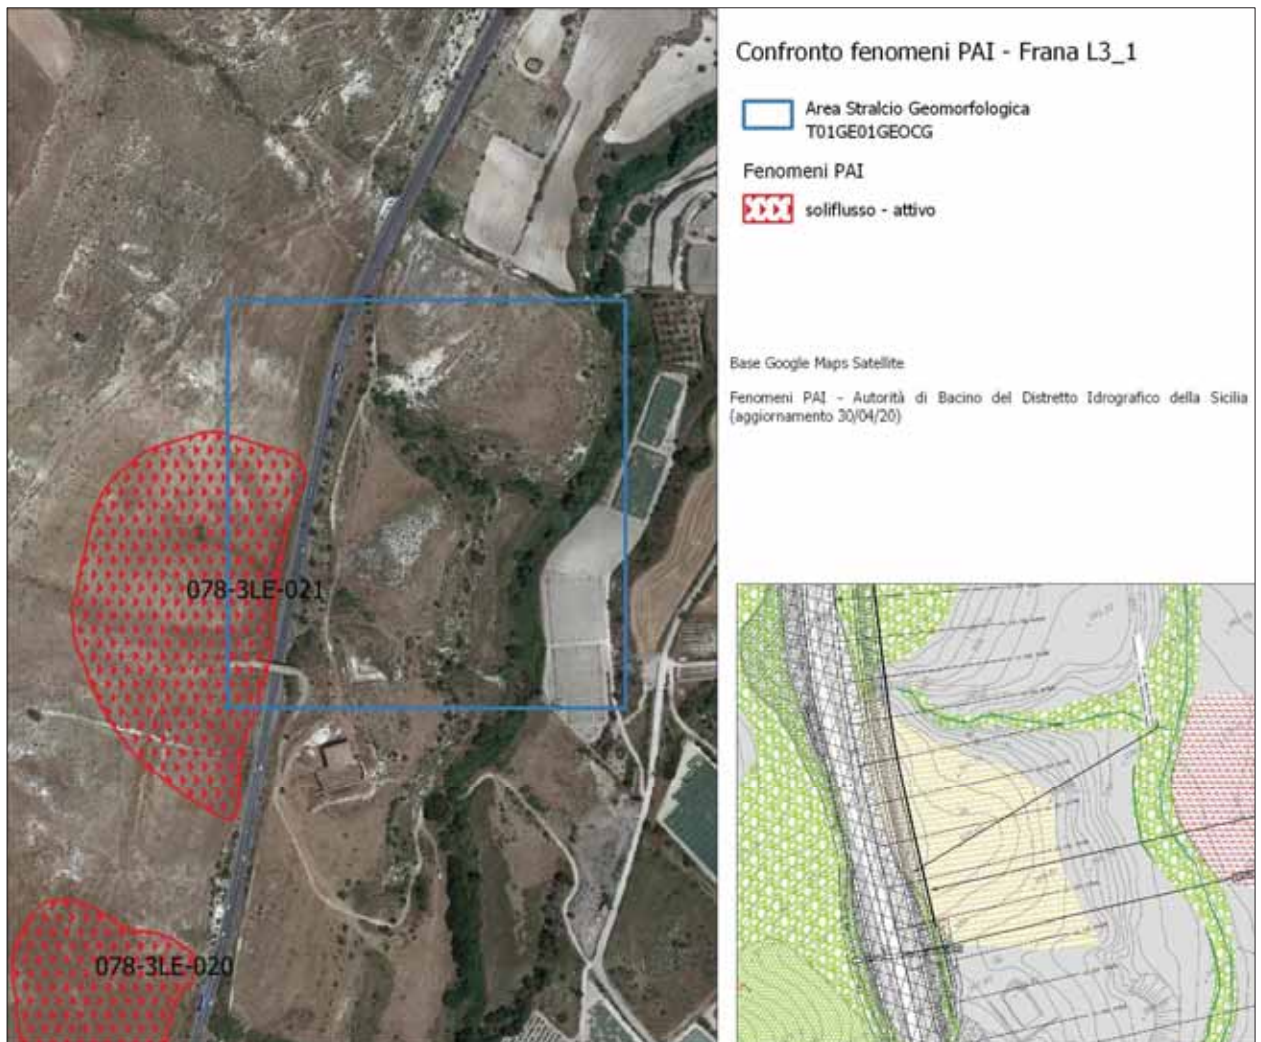 Confronto fenomeni PAI - Frana L3_1
Area Stralcio Geomorfologica
T01GE01GEOCG
Fenomeni PAI
soliflusso - attivo
Base Google Maps Satellite
Fenomeni PAI - Autorità di Bacino del Distretto Idrografico della Sicilia
(aggiornamento 30/04/20)
078-3LE-021
078-3LE-020